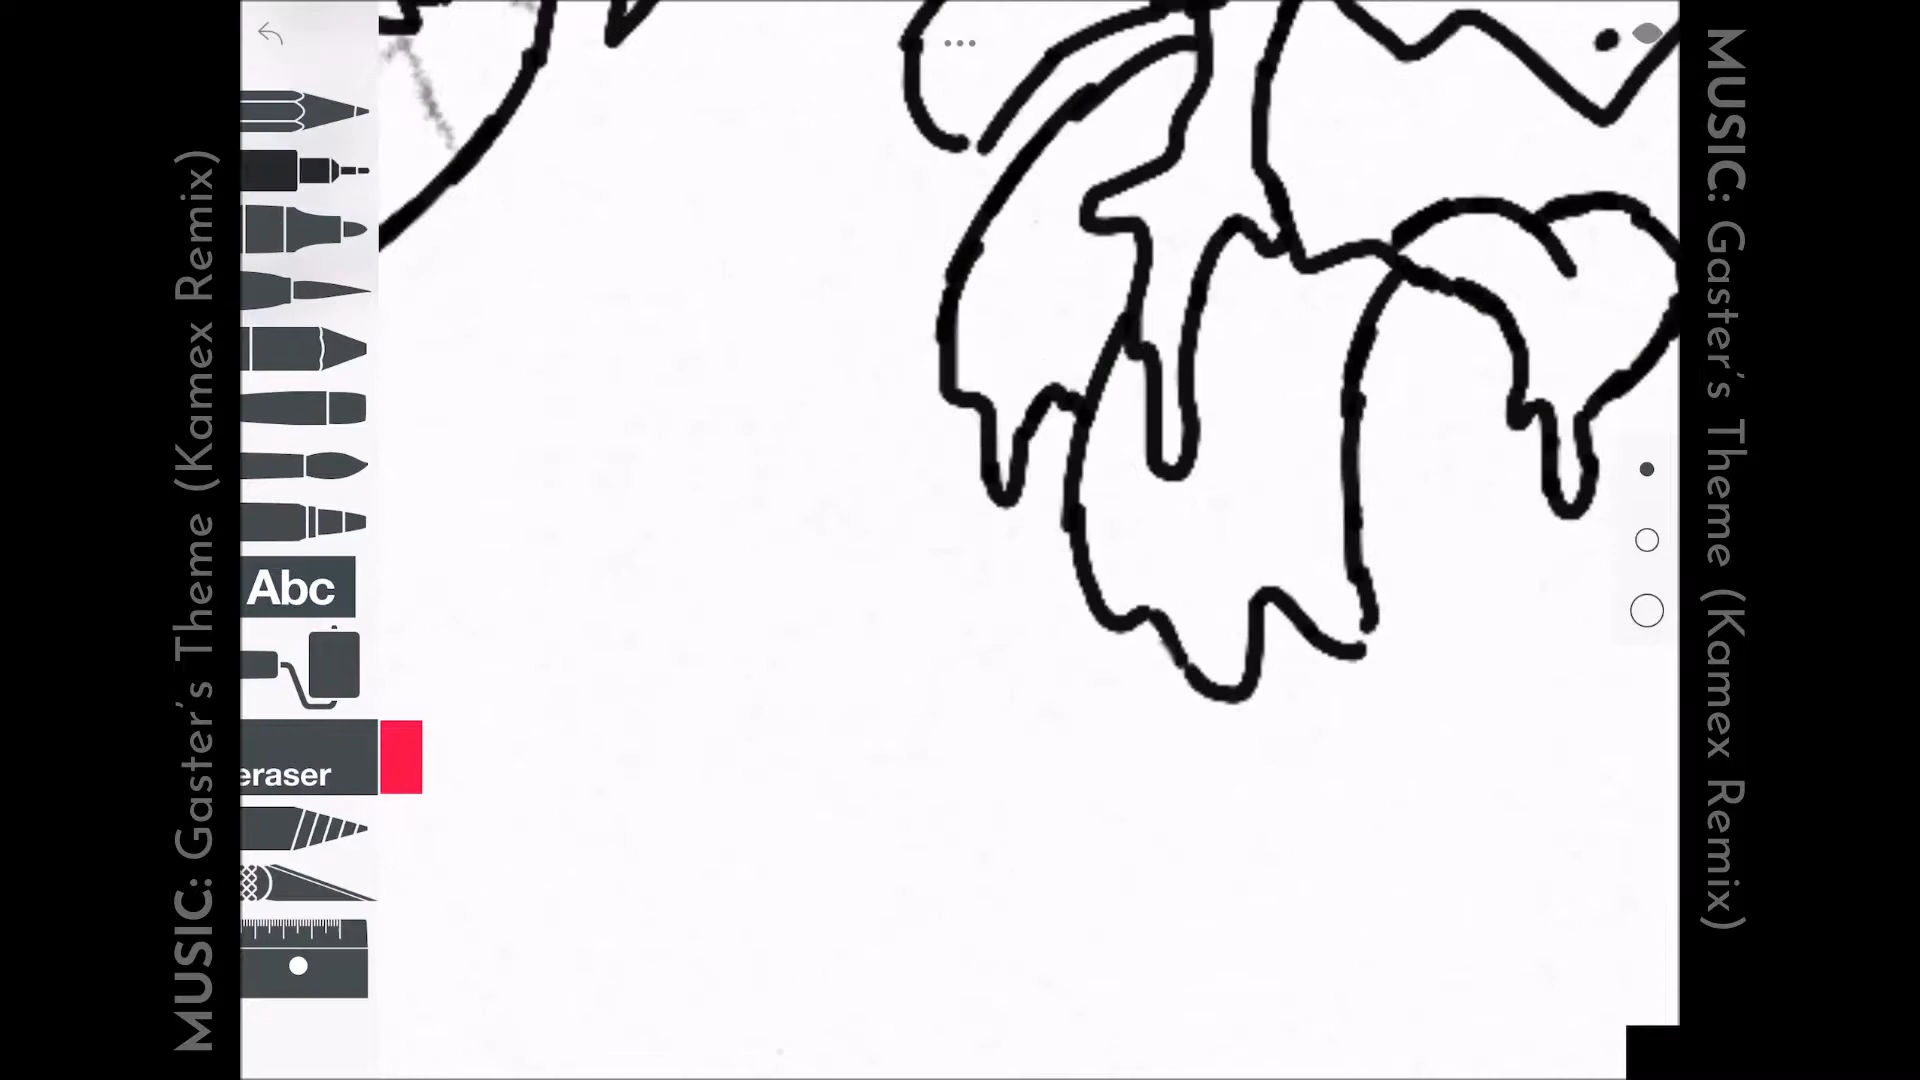 MUSIC: Gaster's Theme (Kamex Remix)
Abc
eraser
MUSIC: Gaster's Theme (Kamex Remix)